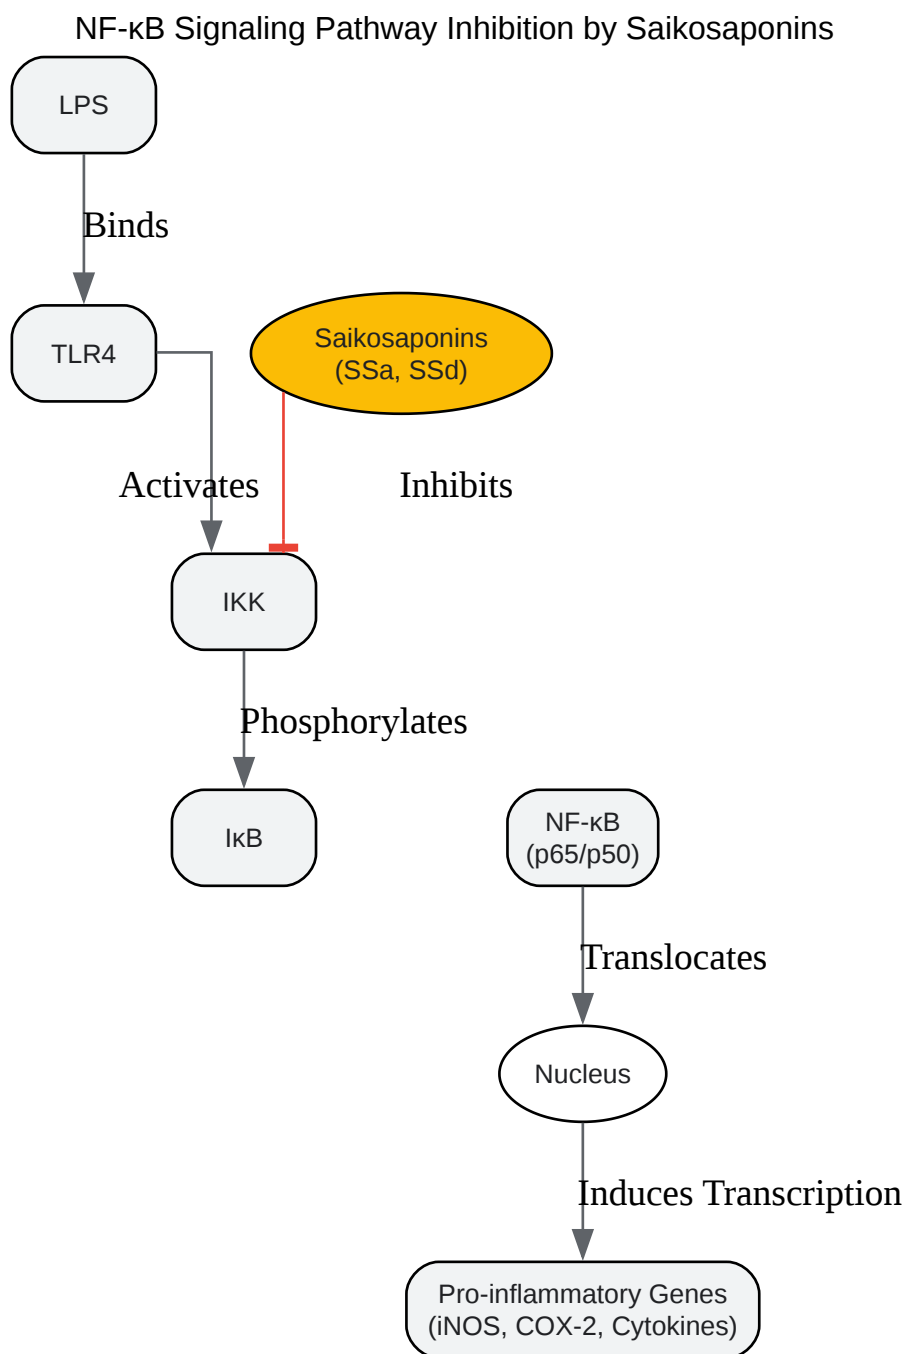 NF-κB Signaling Pathway Inhibition by Saikosaponins
LPS
Binds
TLR4
Saikosaponins
(SSa, SSd)
Activates
Inhibits
IKK
Phosphorylates
IκB
NF-κB
(p65/p50)
Translocates
Nucleus
Induces Transcription
Pro-inflammatory Genes
(iNOS, COX-2, Cytokines)